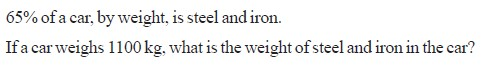 65% of a car, by weight, is steel and iron.
If a car weighs 1100 kg, what is the weight of steel and iron in the car?